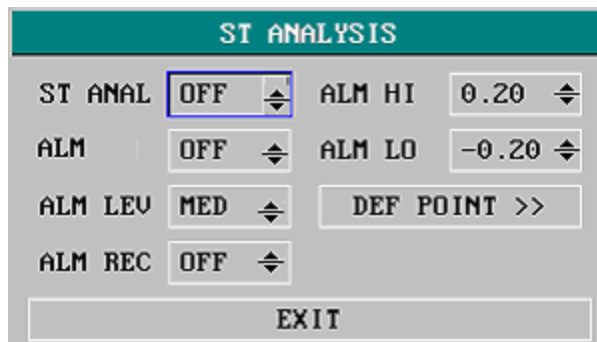 ST ANALYSIS
ST ANAL OFF ALM HI 0.20
ALM OFF ALM LO -0.20
ALM LEV MED DEF POINT >>
ALM REC OFF
EXIT